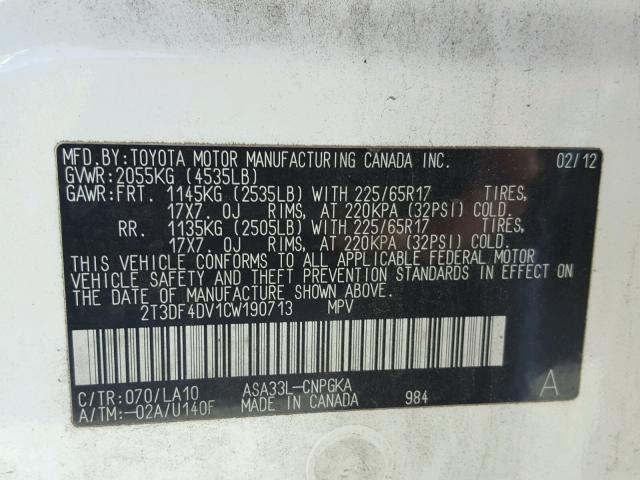 MFD.BY:TOYOTA MOTOR MANUFACTURING CANADA INC. 02/12
GVWR:2055KG (4535LB)
GAWR:FRT. 1145KG (2535LB) WITH 225/65R17 TIRES,
17X7.0J RIMS, AT 220KPA (32PSI) COLD.
RR. 1135KG (2505LB) WITH 225/65R17 TIRES,
17X7.0J RIMS, AT 220KPA (32PSI) COLD.
THIS VEHICLE CONFORMS TO ALL APPLICABLE FEDERAL MOTOR
VEHICLE SAFETY AND THEFT PREVENTION STANDARDS IN EFFECT ON
THE DATE OF MANUFACTURE SHOWN ABOVE.
2T3DF4DV1CW190713 MPV
C/TR:070/LA10 ASA33L-CNPGKA A
A/TM:-02A/U140F MADE IN CANADA 984